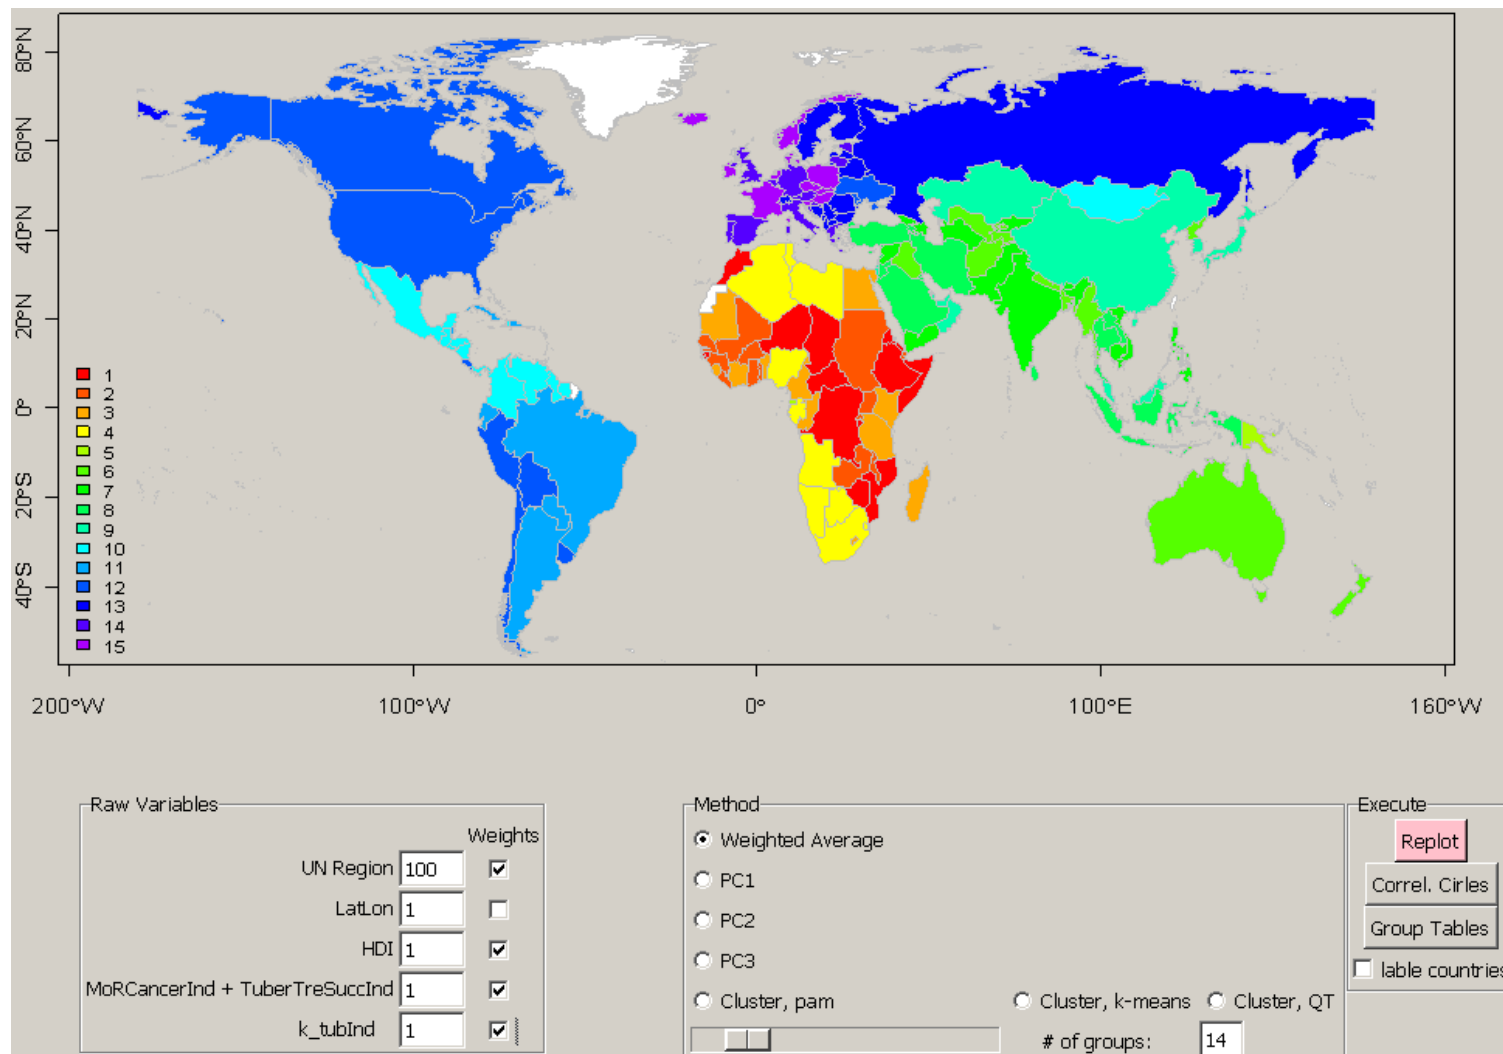 80°N
60°N
40°N
20°N
0°
20°S
40°S
1
2
3
4
5
6
7
8
9
10
11
12
13
14
15
200°W 100°W 0° 100°E 160°W
Raw Variables
Weights
UN Region 100
LatLon 1
HDI 1
MoRCancerInd + TuberTreSuccInd 1
k_tubInd 1
Method
Weighted Average
PC1
PC2
PC3
Cluster, pam Cluster, k-means Cluster, QT
# of groups: 14
Execute
Replot
Correl. Cirles
Group Tables
lable countries